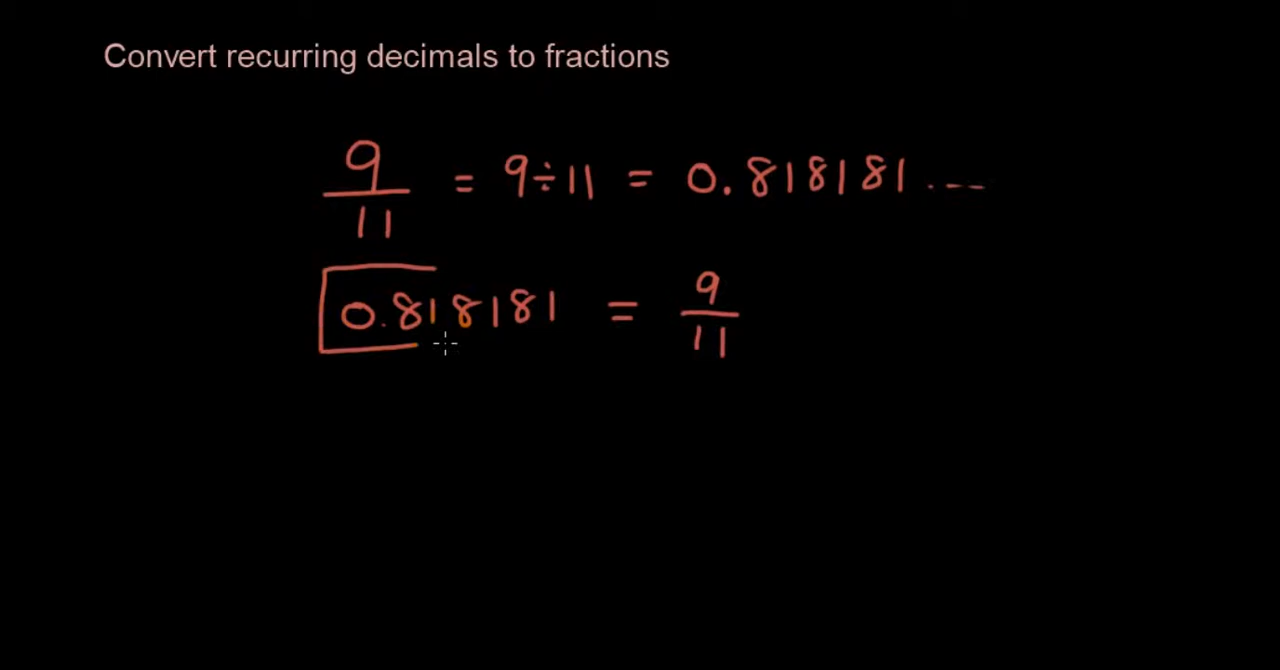 Convert recurring decimals to fractions
9/11 = 9÷11 = 0.818181....
0.818181 = 9/11